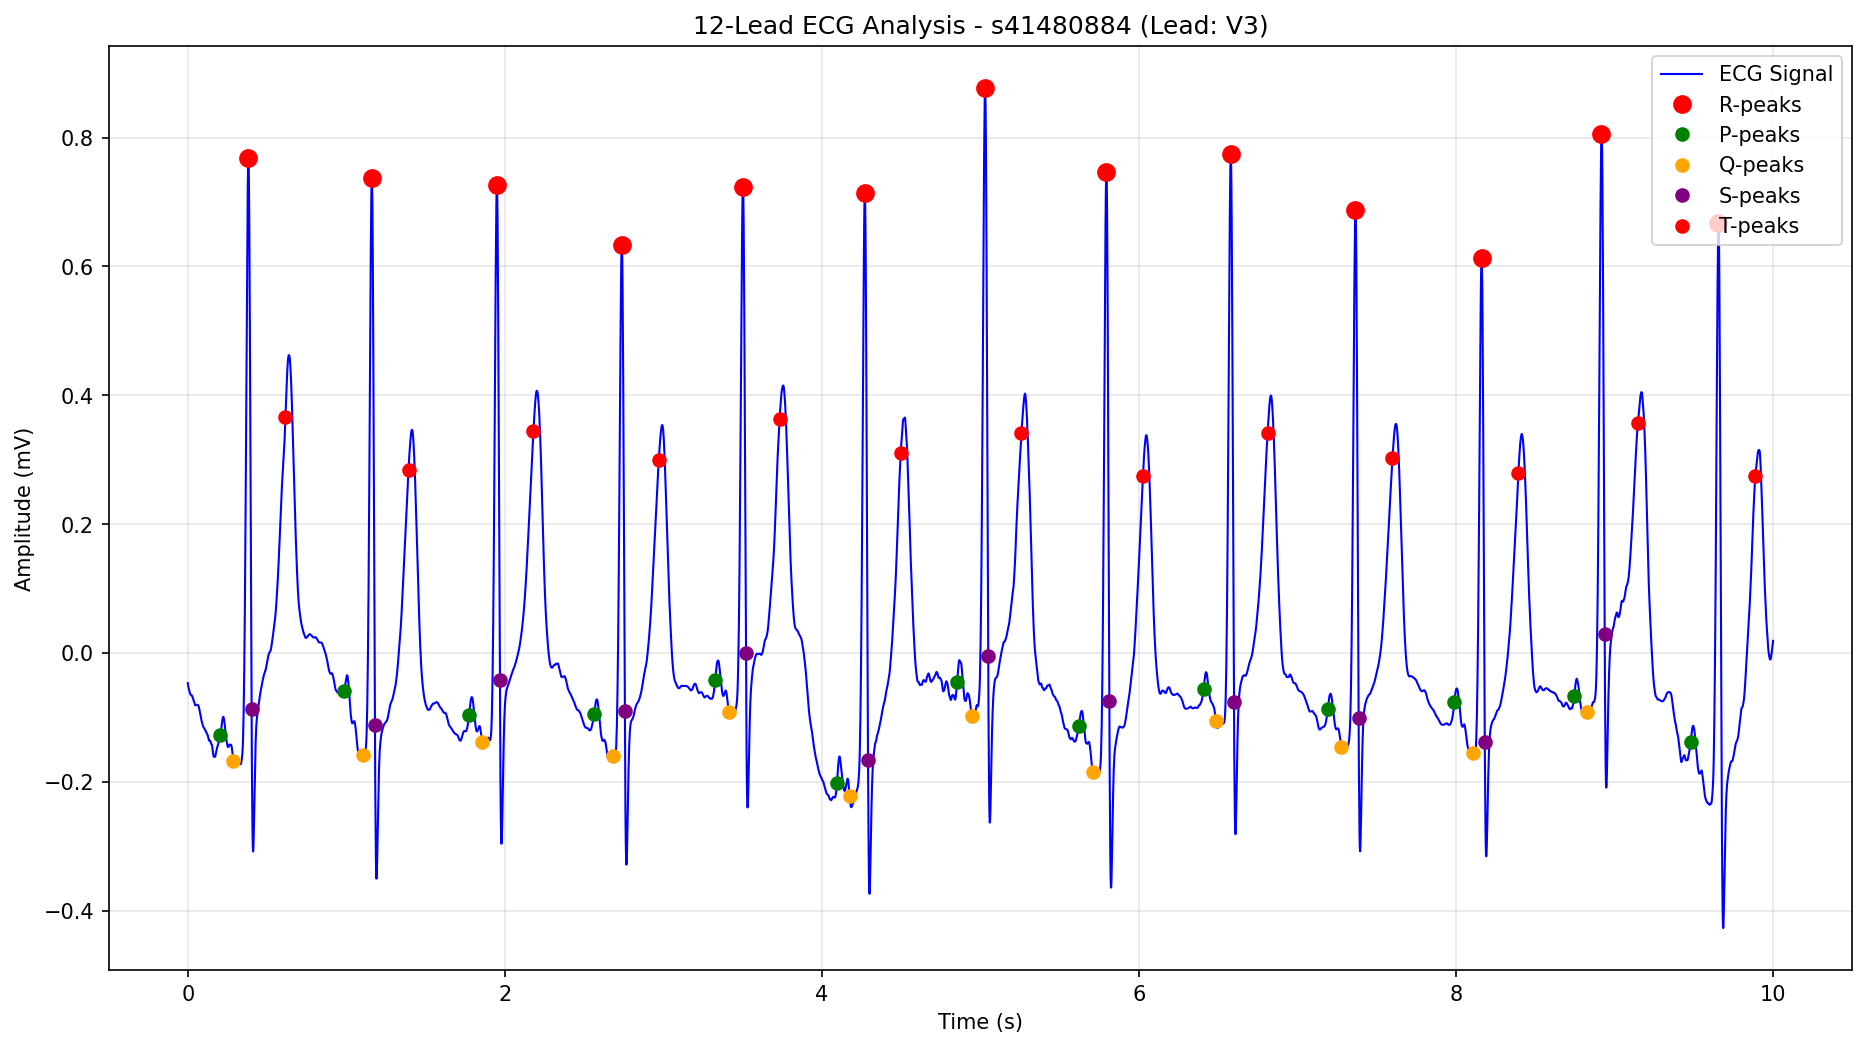 12-Lead ECG Analysis - s41480884 (Lead: V3)
ECG Signal
R-peaks
P-peaks
Q-peaks
S-peaks
T-peaks
Amplitude (mV)
0.8
0.6
0.4
0.2
0.0
−0.2
−0.4
0 2 4 6 8 10
Time (s)